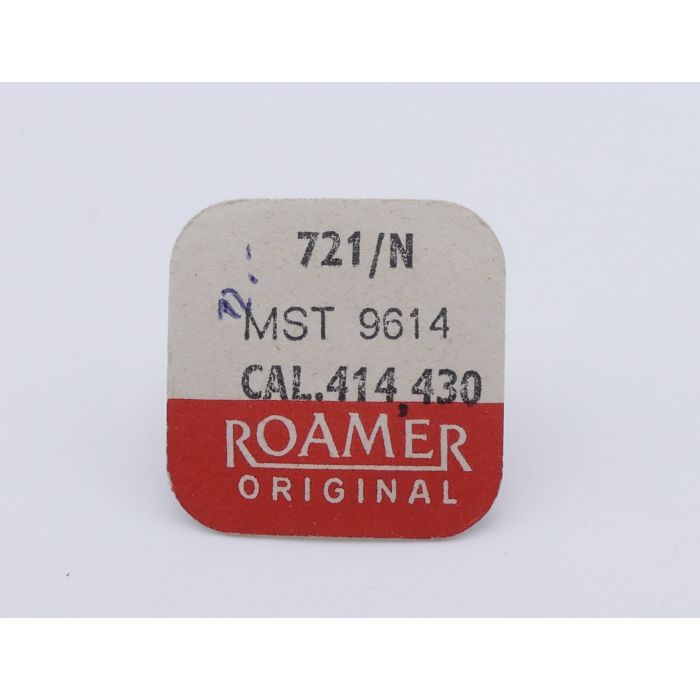 721/N
MST 9614
CAL.414,430
ROAMER
ORIGINAL